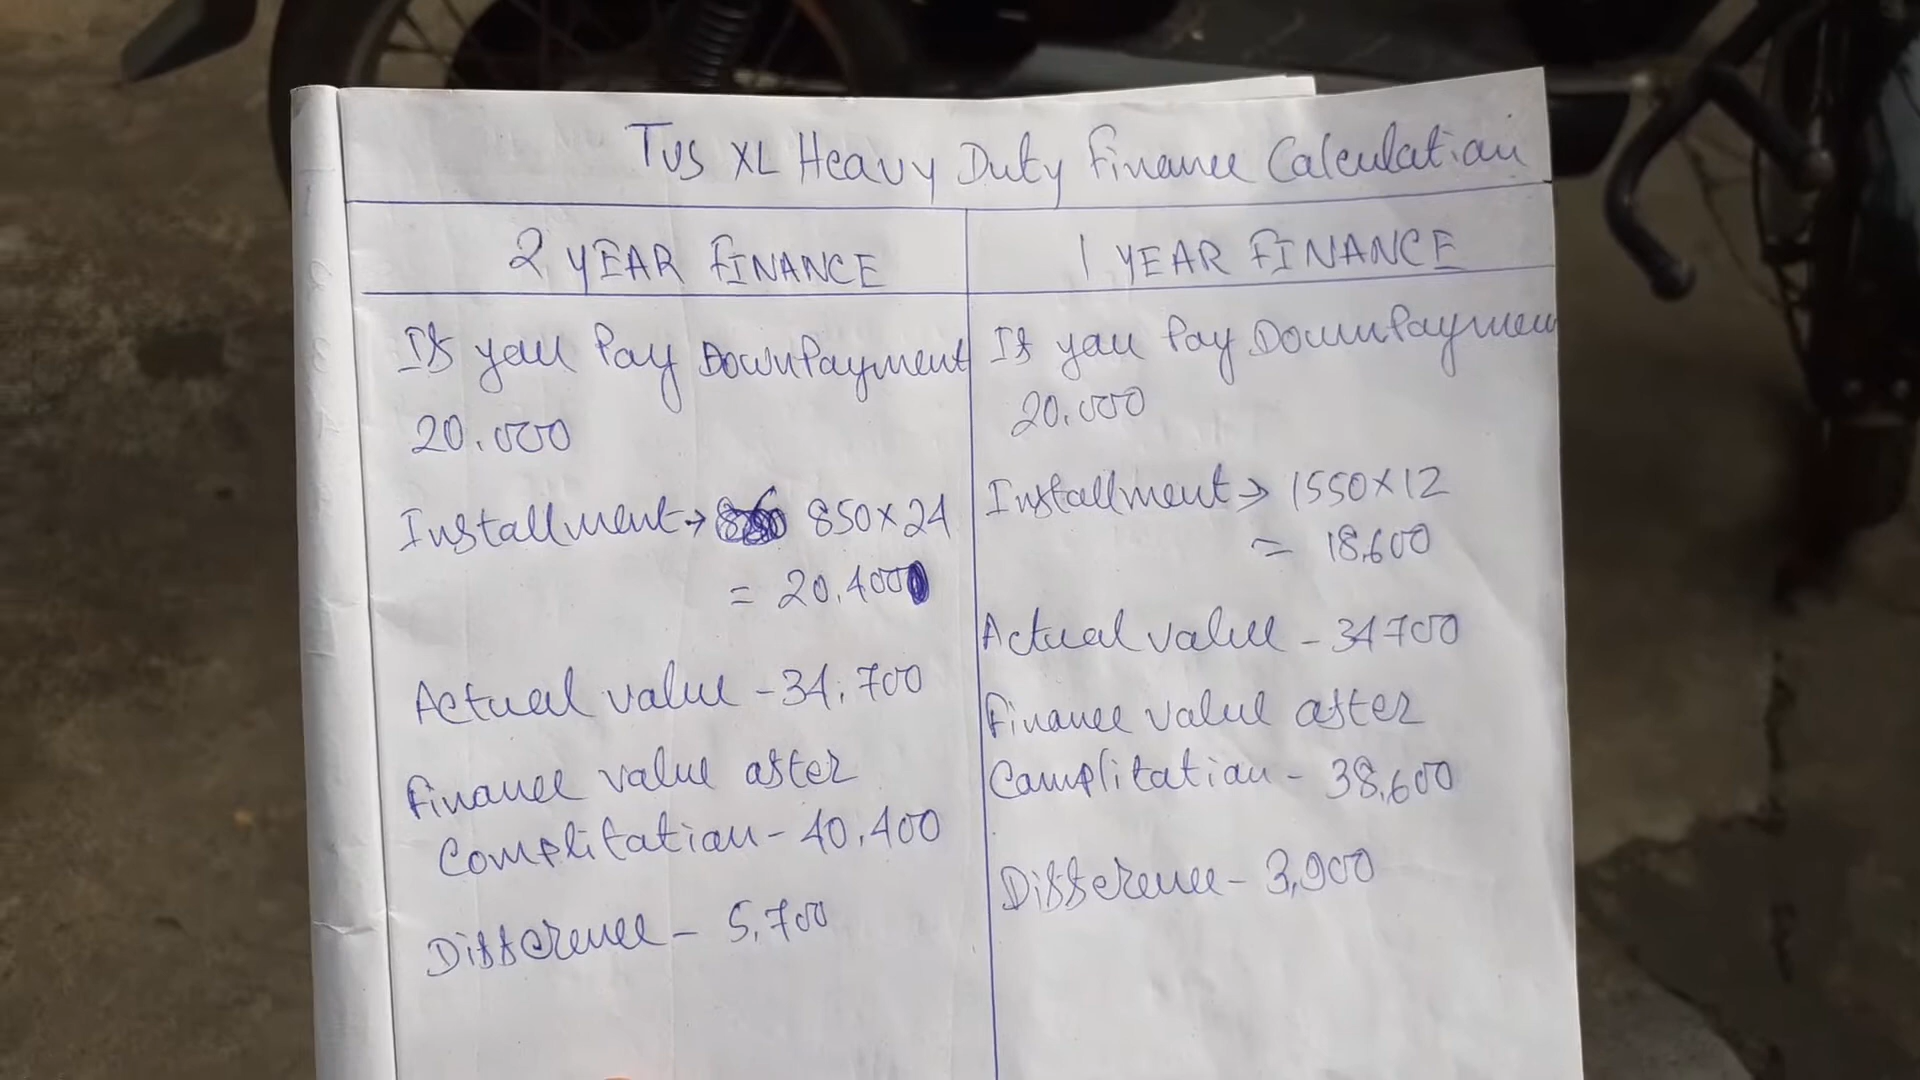 TVS XL Heavy Duty Finance Calculation
2 YEAR FINANCE
If you Pay DownPayment
20.000
Installment → 850×24
= 20,400
Actual value - 34,700
Finance value after
Complitation - 40,400
Difference - 5,700
1 YEAR FINANCE
If you Pay DownPaymen
20.000
Installment → 1550×12
= 18,600
Actual value - 34700
Finance value after
Complitation - 38,600
Difference - 3,900